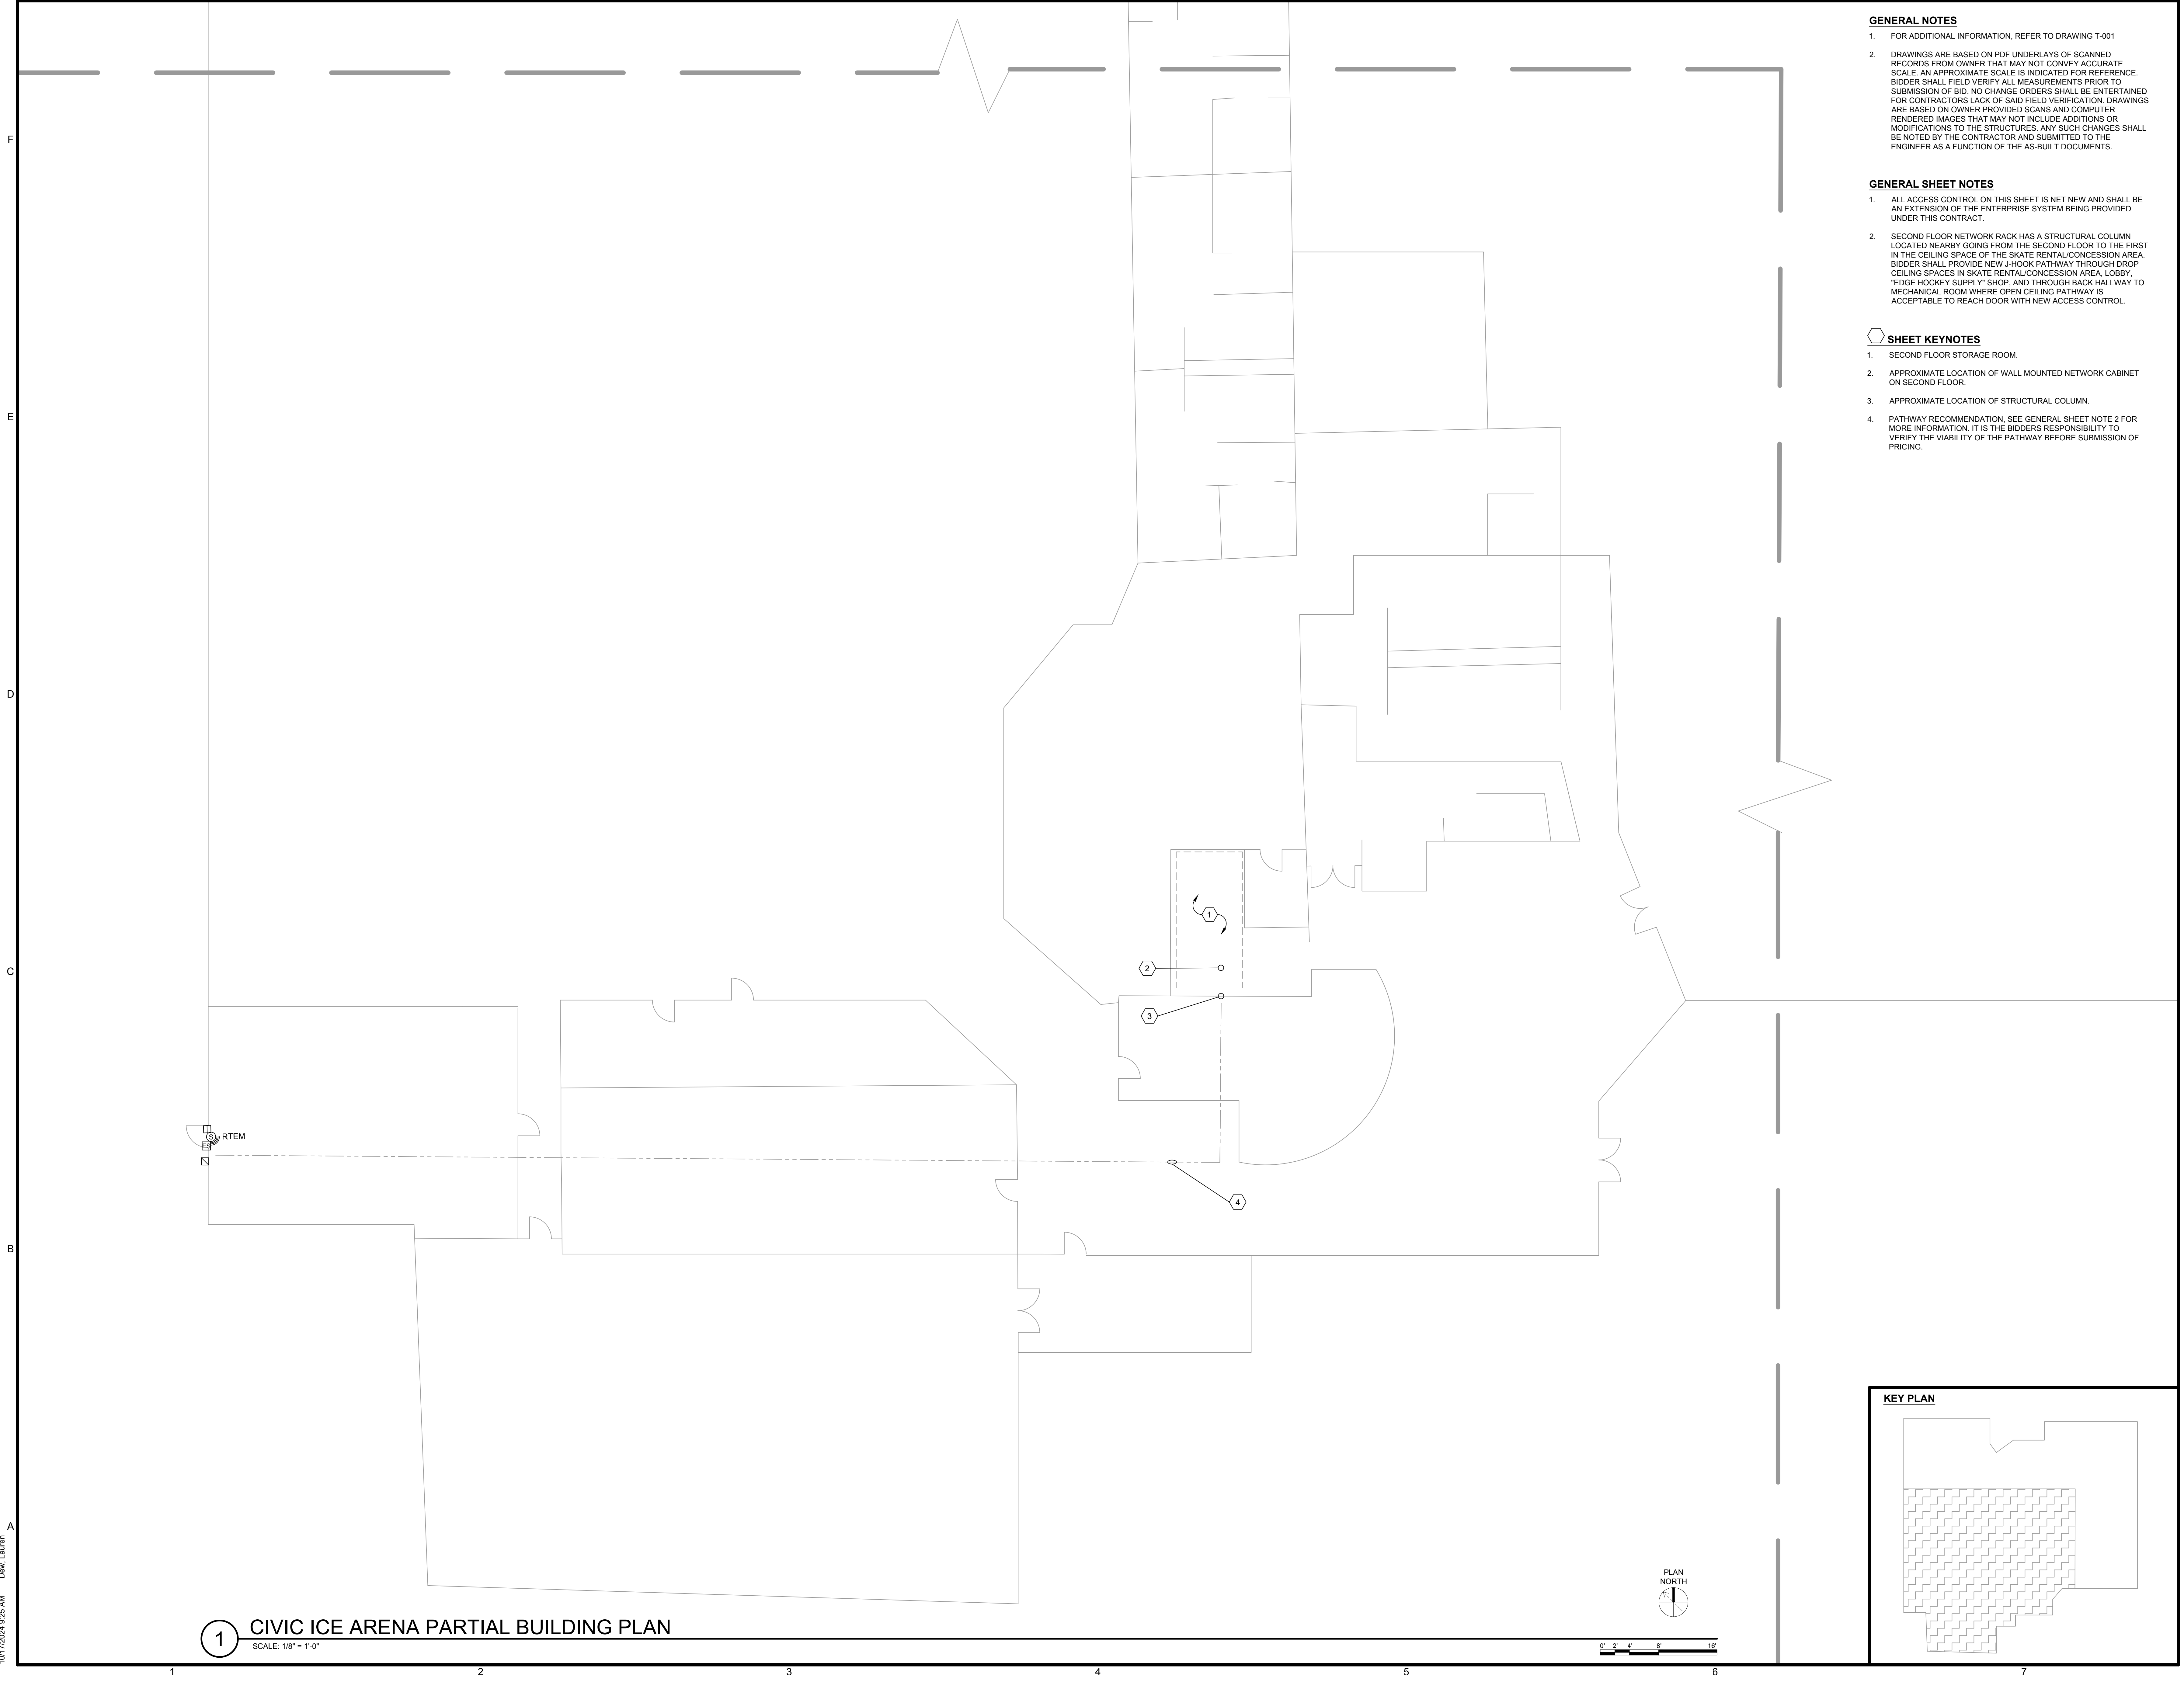 GENERAL NOTES
1. FOR ADDITIONAL INFORMATION, REFER TO DRAWING T-001
2. DRAWINGS ARE BASED ON PDF UNDERLAYS OF SCANNED
RECORDS FROM OWNER THAT MAY NOT CONVEY ACCURATE
SCALE. AN APPROXIMATE SCALE IS INDICATED FOR REFERENCE.
BIDDER SHALL FIELD VERIFY ALL MEASUREMENTS PRIOR TO
SUBMISSION OF BID. NO CHANGE ORDERS SHALL BE ENTERTAINED
FOR CONTRACTORS LACK OF SAID FIELD VERIFICATION. DRAWINGS
ARE BASED ON OWNER PROVIDED SCANS AND COMPUTER
RENDERED IMAGES THAT MAY NOT INCLUDE ADDITIONS OR
MODIFICATIONS TO THE STRUCTURES. ANY SUCH CHANGES SHALL
BE NOTED BY THE CONTRACTOR AND SUBMITTED TO THE
ENGINEER AS A FUNCTION OF THE AS-BUILT DOCUMENTS.
GENERAL SHEET NOTES
1. ALL ACCESS CONTROL ON THIS SHEET IS NET NEW AND SHALL BE
AN EXTENSION OF THE ENTERPRISE SYSTEM BEING PROVIDED
UNDER THIS CONTRACT.
2. SECOND FLOOR NETWORK RACK HAS A STRUCTURAL COLUMN
LOCATED NEARBY GOING FROM THE SECOND FLOOR TO THE FIRST
IN THE CEILING SPACE OF THE SKATE RENTAL/CONCESSION AREA.
BIDDER SHALL PROVIDE NEW J-HOOK PATHWAY THROUGH DROP
CEILING SPACES IN SKATE RENTAL/CONCESSION AREA, LOBBY,
"EDGE HOCKEY SUPPLY" SHOP, AND THROUGH BACK HALLWAY TO
MECHANICAL ROOM WHERE OPEN CEILING PATHWAY IS
ACCEPTABLE TO REACH DOOR WITH NEW ACCESS CONTROL.
SHEET KEYNOTES
1. SECOND FLOOR STORAGE ROOM.
2. APPROXIMATE LOCATION OF WALL MOUNTED NETWORK CABINET
ON SECOND FLOOR.
3. APPROXIMATE LOCATION OF STRUCTURAL COLUMN.
4. PATHWAY RECOMMENDATION, SEE GENERAL SHEET NOTE 2 FOR
MORE INFORMATION. IT IS THE BIDDERS RESPONSIBILITY TO
VERIFY THE VIABILITY OF THE PATHWAY BEFORE SUBMISSION OF
PRICING.
F
E
D
C
B
A
1
2
3
4
S
RTEM
ES
KEY PLAN
PLAN
NORTH
1
CIVIC ICE ARENA PARTIAL BUILDING PLAN
SCALE: 1/8" = 1'-0"
0' 2' 4' 8' 16'
1 2 3 4 5 6 7
10/17/2024 9:25 AM Dew, Lauren